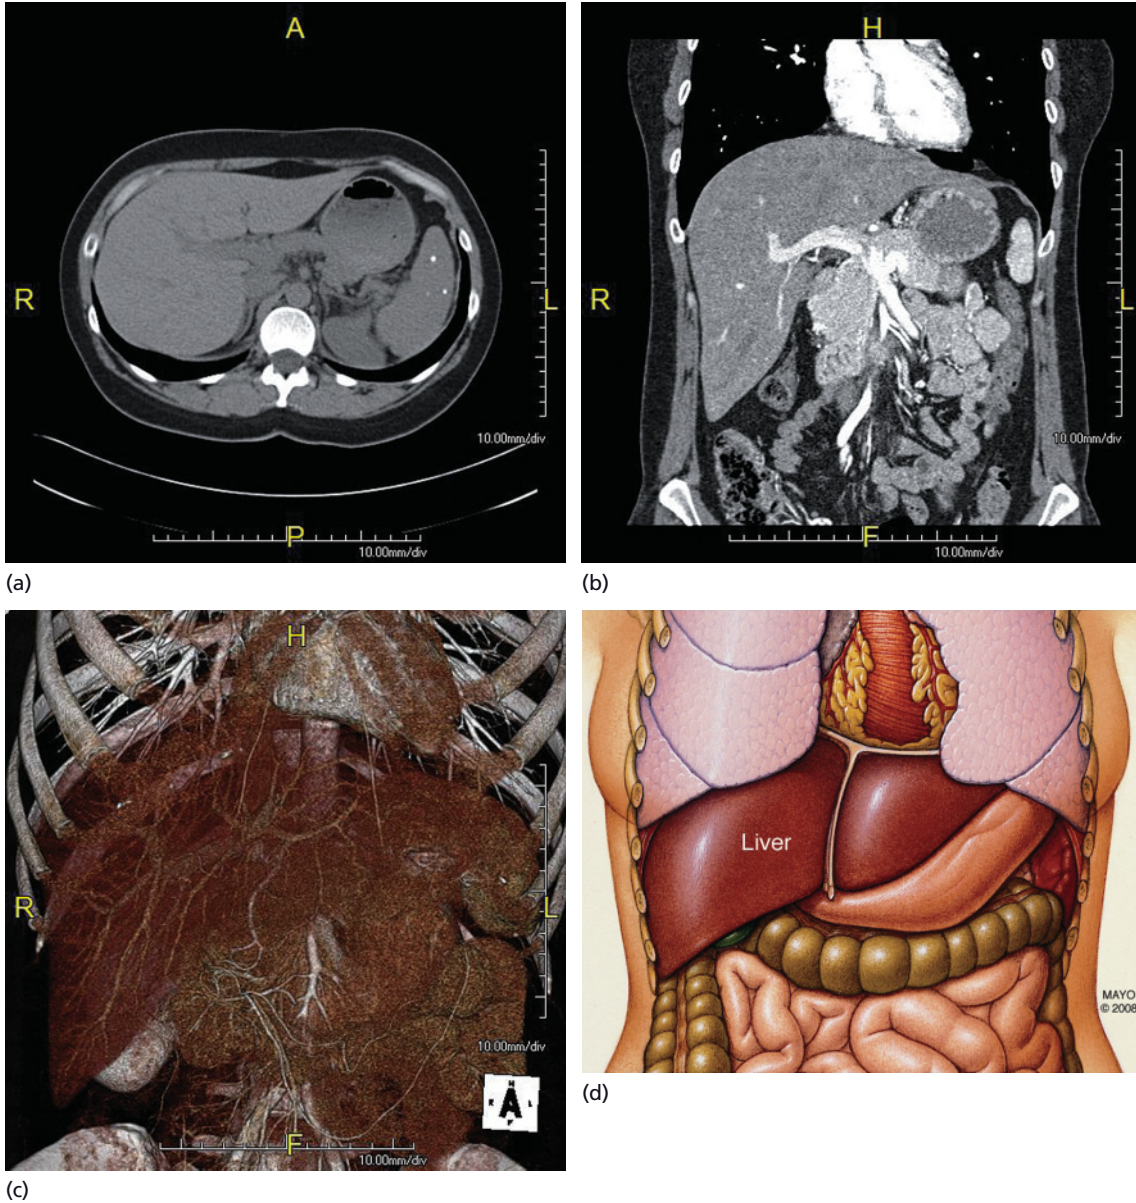 A
R
L
10.00mm/div
P
10.00mm/div
(a)
H
R
L
10.00mm/div
F
10.00mm/div
(b)
H
R
L
10.00mm/div
H
R A L
F
F
10.00mm/div
(c)
Liver
MAYO
© 2008
(d)